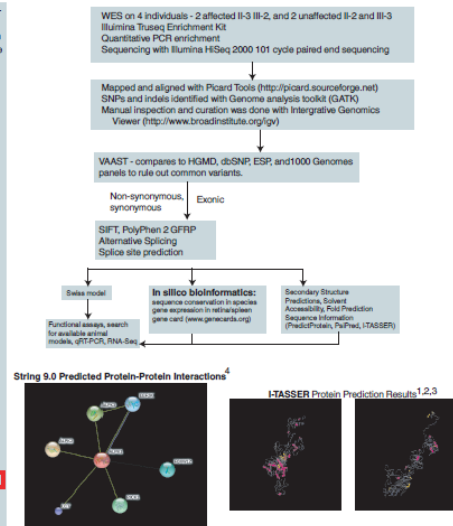 WES on 4 individuals - 2 affected II-3 III-2, and 2 unaffected II-2 and III-3
Illuimina Truseq Enrichment Kit
Quantitative PCR enrichment
Sequencing with Illumina HiSeq 2000 101 cycle paired end sequencing
Mapped and aligned with Picard Tools (http://picard.sourceforge.net)
SNPs and indels identified with Genome analysis toolkit (GATK)
Manual inspection and curation was done with Intergrative Genomics
Viewer (http://www.broadinstitute.org/igv)
VAAST - compares to HGMD, dbSNP, ESP, and1000 Genomes
panels to rule out common variants.
Non-synonymous,
synonymous
Exonic
SIFT, PolyPhen 2 GFRP
Alternative Splicing
Splice site prediction
Swiss model
In silico bioinformatics:
sequence conservation in species
gene expression in retina/spleen
gene card (www.genecards.org)
Secondary Structure
Predictions, Solvent
Accessibility, Fold Prediction
Sequence Information
(PredictProtein, PsiPred, I-TASSER)
Functional assays, search
for available animal
models, qRT-PCR, RNA-Seq
String 9.0 Predicted Protein-Protein Interactions4
I-TASSER Protein Prediction Results1,2,3